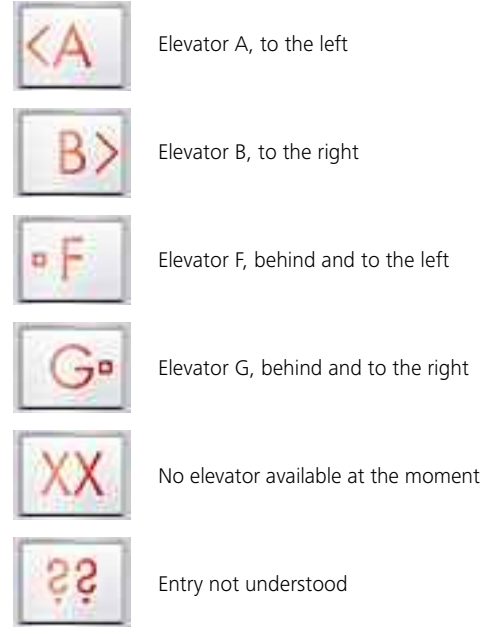 <A Elevator A, to the left
B> Elevator B, to the right
▫F Elevator F, behind and to the left
G▫ Elevator G, behind and to the right
XX No elevator available at the moment
?? Entry not understood